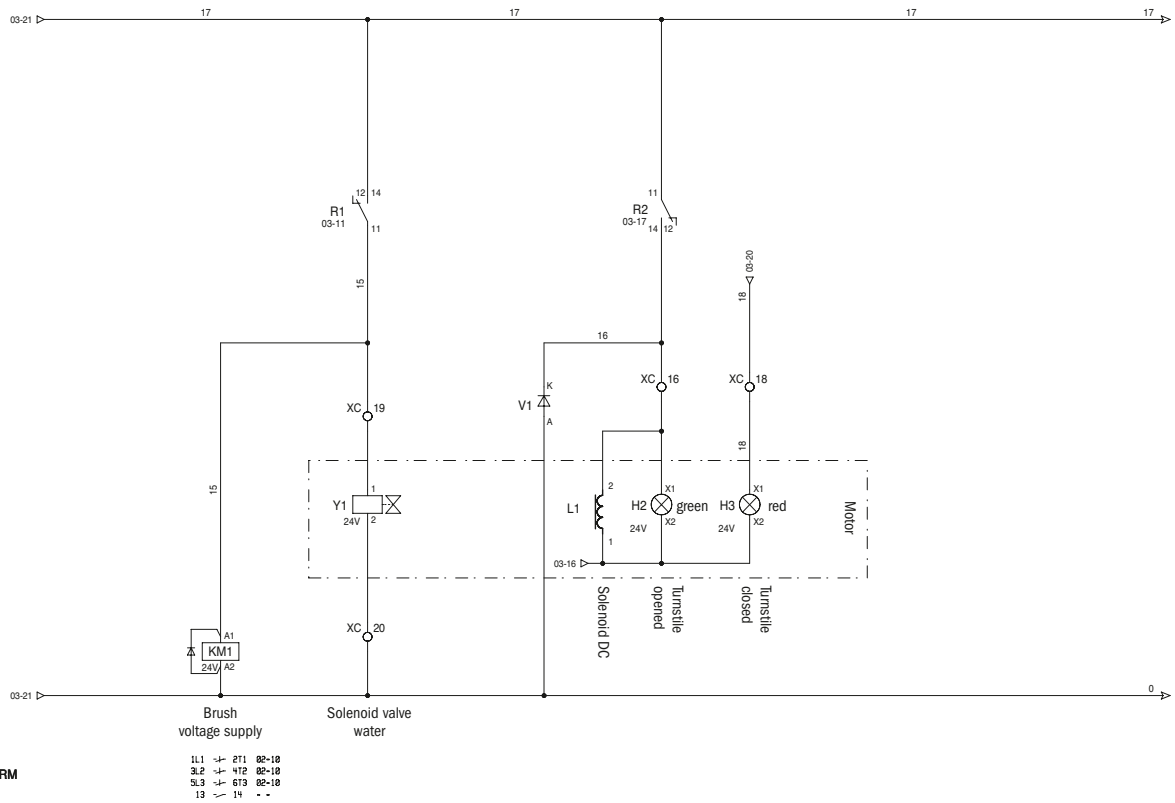 03-21 17 17 17 17
12 14
R1
03-11
11
15
11
R2
03-17
14 12
03-20
18
16
K
V1
A
XC 19
XC 16
XC 18
18
15
Y1
1
24V 2
2
L1
1
X1
H2 green
24V X2
X1
H3 red
24V X2
Motor
03-16
Solenoid DC
Turnstile
opened
Turnstile
closed
XC 20
A1
KM1
24V A2
03-21 0
Brush
voltage supply
Solenoid valve
water
1L1 2T1 02-10
3L2 4T2 02-10
5L3 6T3 02-10
13 14 - -
RM